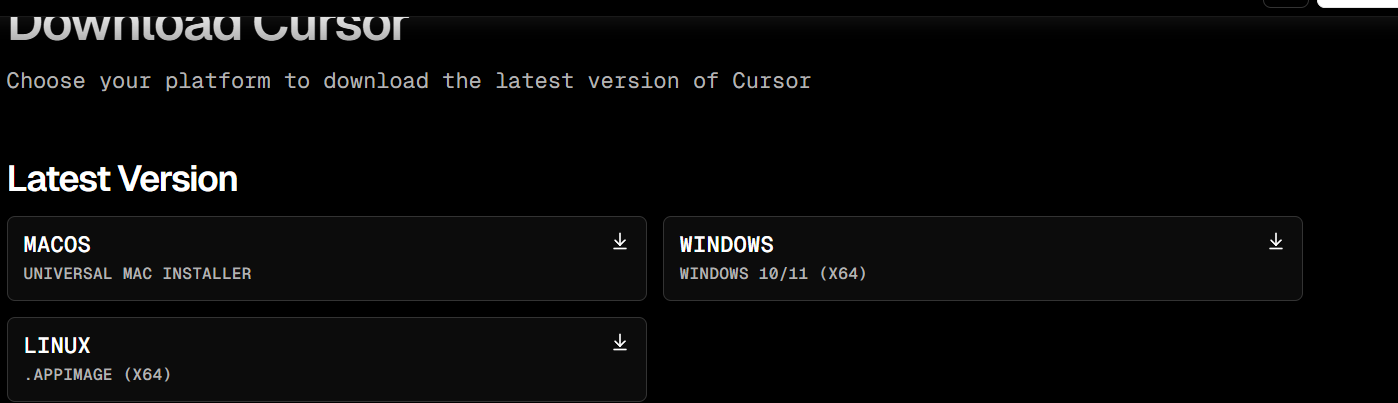 Download Cursor
Choose your platform to download the latest version of Cursor
Latest Version
MACOS
UNIVERSAL MAC INSTALLER
WINDOWS
WINDOWS 10/11 (X64)
LINUX
.APPIMAGE (X64)